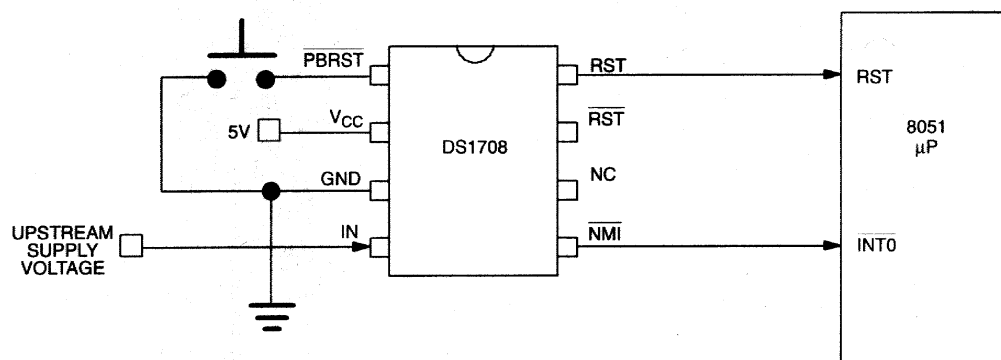 PBRST
RST
RST
5V
VCC
RST
8051
µP
DS1708
GND
NC
UPSTREAM
SUPPLY
VOLTAGE
IN
NMI
INT0